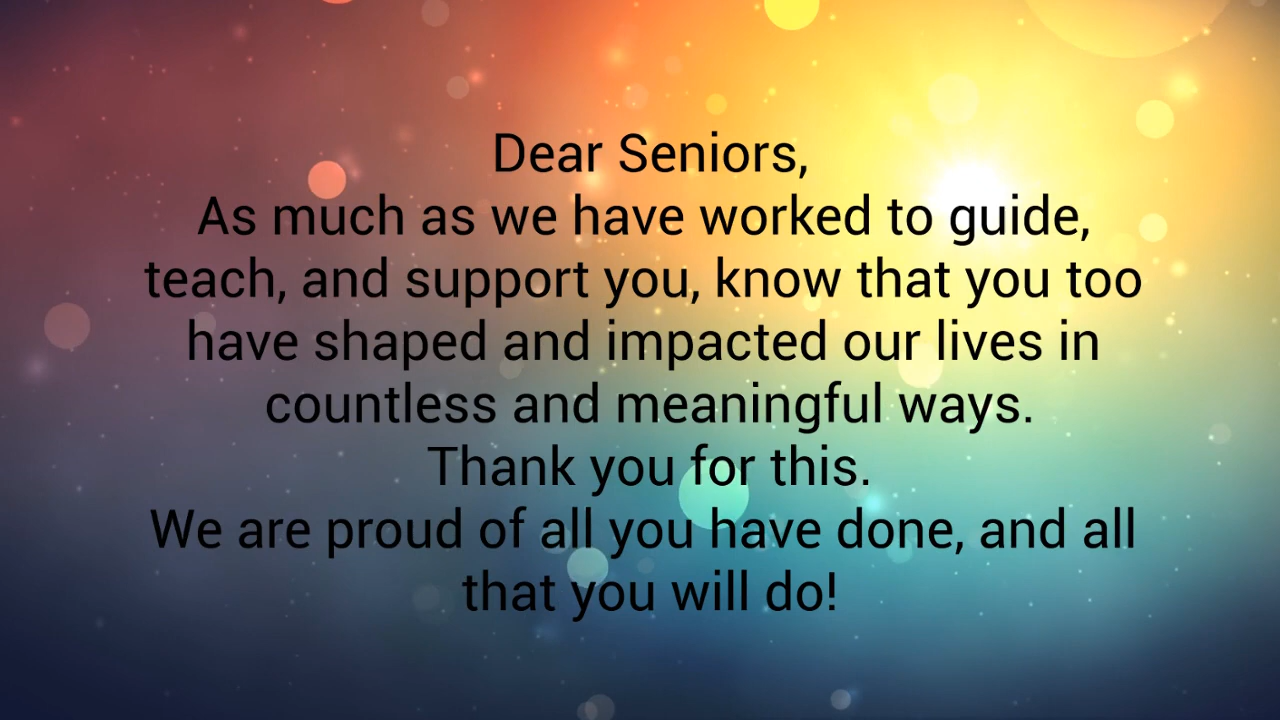 Dear Seniors,
As much as we have worked to guide,
teach, and support you, know that you too
have shaped and impacted our lives in
countless and meaningful ways.
Thank you for this.
We are proud of all you have done, and all
that you will do!